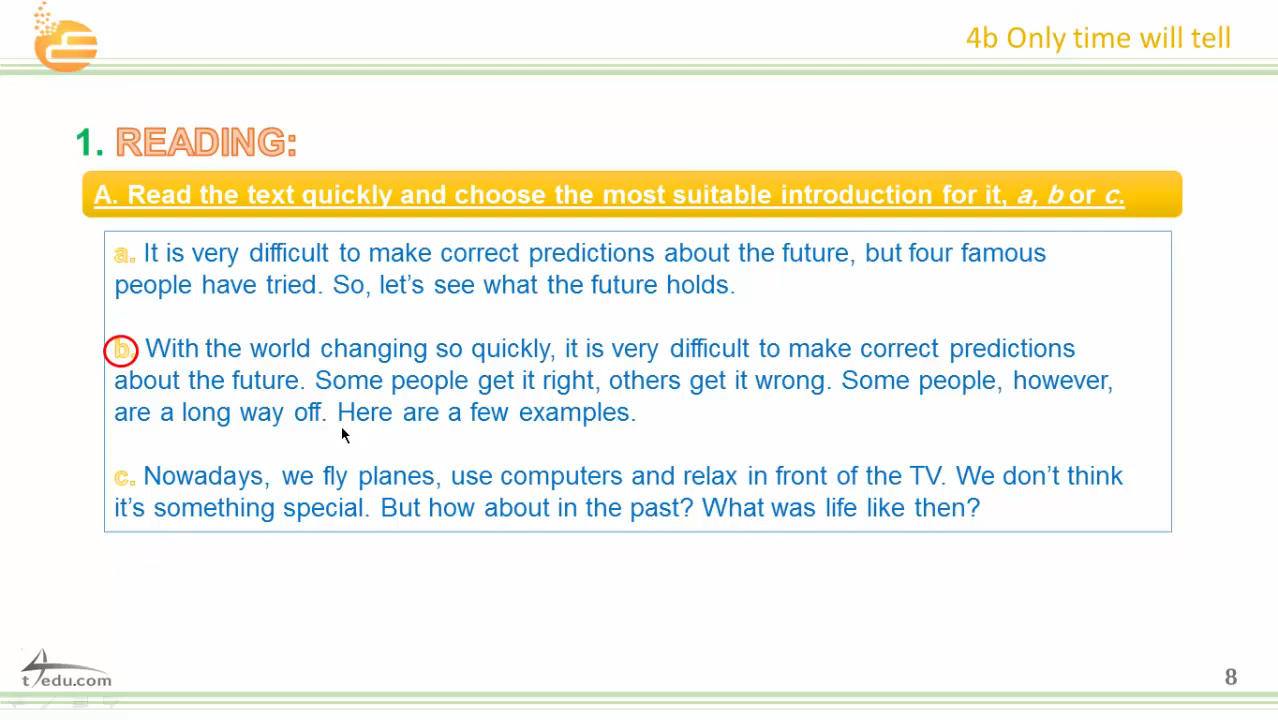 4b Only time will tell
1. READING:
A. Read the text quickly and choose the most suitable introduction for it, a, b or c.
a. It is very difficult to make correct predictions about the future, but four famous
people have tried. So, let's see what the future holds.
b. With the world changing so quickly, it is very difficult to make correct predictions
about the future. Some people get it right, others get it wrong. Some people, however,
are a long way off. Here are a few examples.
c. Nowadays, we fly planes, use computers and relax in front of the TV. We don't think
it's something special. But how about in the past? What was life like then?
t4edu.com
8